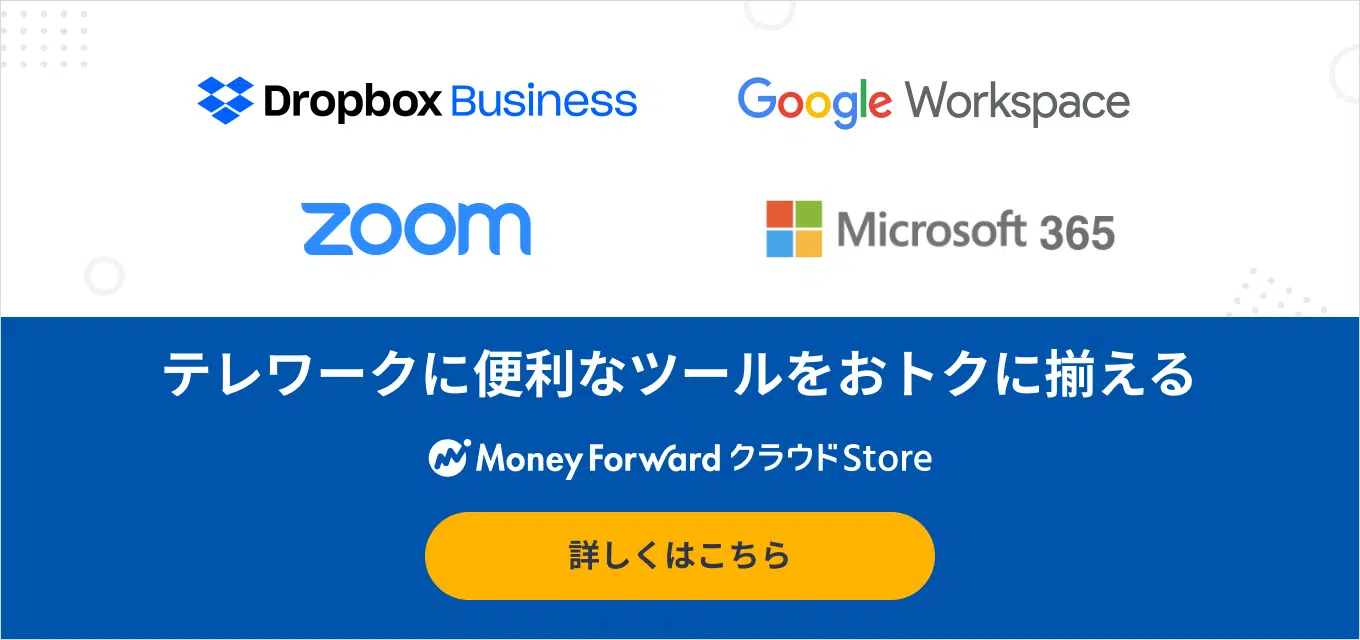 Dropbox Business
Google Workspace
zoom
Microsoft 365
テレワークに便利なツールをおトクに揃える
Money Forward クラウドStore
詳しくはこちら